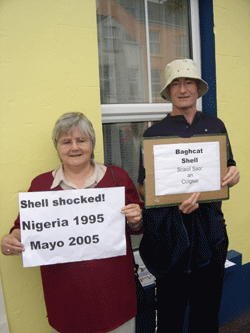 Shell shocked!
Nigeria 1995
Mayo 2005
Baghcat
Shell
Scaoil Saor
an
Cúigear